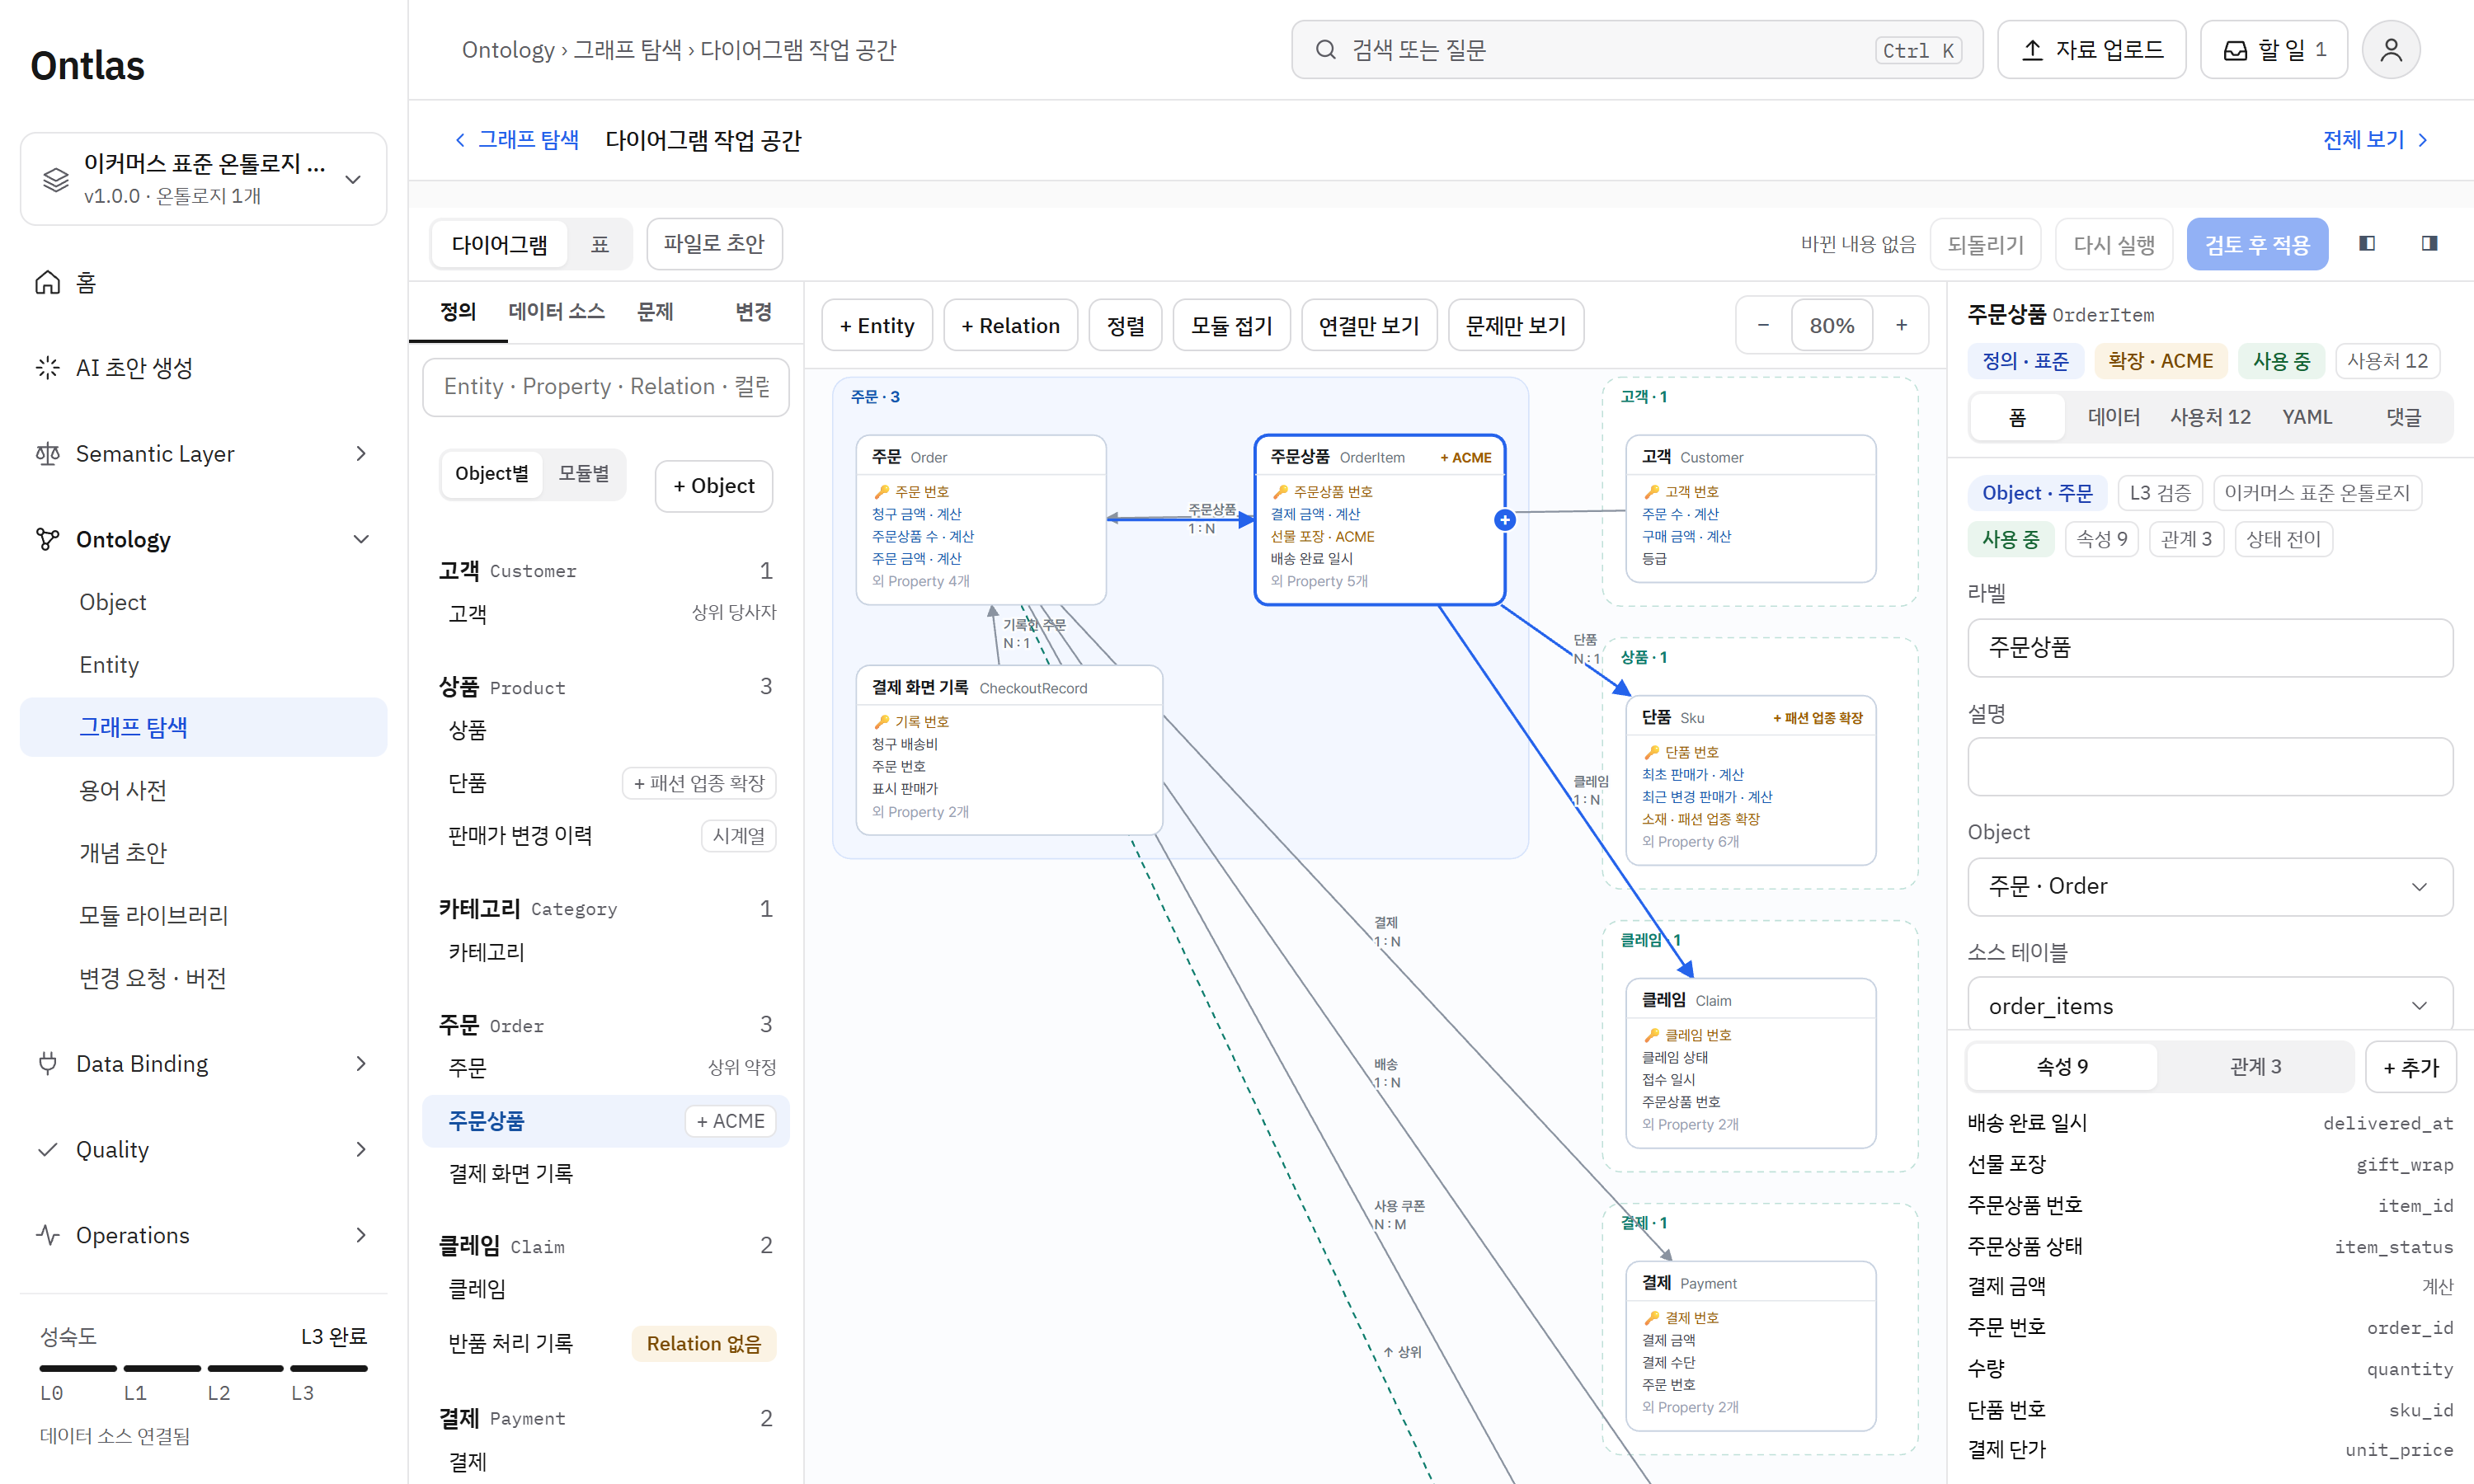 Ontlas
이커머스 표준 온톨로지 ...
v1.0.0 · 온톨로지 1개
홈
AI 초안 생성
Semantic Layer
Ontology
Object
Entity
그래프 탐색
용어 사전
개념 초안
모듈 라이브러리
변경 요청 · 버전
Data Binding
Quality
Operations
성숙도 L3 완료
L0 L1 L2 L3
데이터 소스 연결됨
Ontology › 그래프 탐색 › 다이어그램 작업 공간
검색 또는 질문 Ctrl K
자료 업로드
할 일 1
그래프 탐색 다이어그램 작업 공간
전체 보기
다이어그램 표 파일로 초안
바뀐 내용 없음 되돌리기 다시 실행 검토 후 적용
정의 데이터 소스 문제 변경
Entity · Property · Relation · 컬럼
Object별 모듈별 + Object
고객 Customer 1
고객 상위 당사자
상품 Product 3
상품
단품 + 패션 업종 확장
판매가 변경 이력 시계열
카테고리 Category 1
카테고리
주문 Order 3
주문 상위 약정
주문상품 + ACME
결제 화면 기록
클레임 Claim 2
클레임
반품 처리 기록 Relation 없음
결제 Payment 2
결제
+ Entity + Relation 정렬 모듈 접기 연결만 보기 문제만 보기
− 80% +
주문 · 3
주문 Order
🔑 주문 번호
청구 금액 · 계산
주문상품 수 · 계산
주문 금액 · 계산
외 Property 4개
주문상품
1 : N
주문상품 OrderItem + ACME
🔑 주문상품 번호
결제 금액 · 계산
선물 포장 · ACME
배송 완료 일시
외 Property 5개
기록한 주문
N : 1
결제 화면 기록 CheckoutRecord
🔑 기록 번호
청구 배송비
주문 번호
표시 판매가
외 Property 2개
고객 · 1
고객 Customer
🔑 고객 번호
주문 수 · 계산
구매 금액 · 계산
등급
단품
N : 1
상품 · 1
단품 Sku + 패션 업종 확장
🔑 단품 번호
최초 판매가 · 계산
최근 변경 판매가 · 계산
소재 · 패션 업종 확장
외 Property 6개
클레임
1 : N
클레임 · 1
클레임 Claim
🔑 클레임 번호
클레임 상태
접수 일시
주문상품 번호
외 Property 2개
결제
1 : N
배송
1 : N
사용 쿠폰
N : M
↑ 상위
결제 · 1
결제 Payment
🔑 결제 번호
결제 금액
결제 수단
주문 번호
외 Property 2개
주문상품 OrderItem
정의 · 표준 확장 · ACME 사용 중 사용처 12
폼 데이터 사용처 12 YAML 댓글
Object · 주문 L3 검증 이커머스 표준 온톨로지
사용 중 속성 9 관계 3 상태 전이
라벨
주문상품
설명
Object
주문 · Order
소스 테이블
order_items
속성 9 관계 3 + 추가
배송 완료 일시 delivered_at
선물 포장 gift_wrap
주문상품 번호 item_id
주문상품 상태 item_status
결제 금액 계산
주문 번호 order_id
수량 quantity
단품 번호 sku_id
결제 단가 unit_price